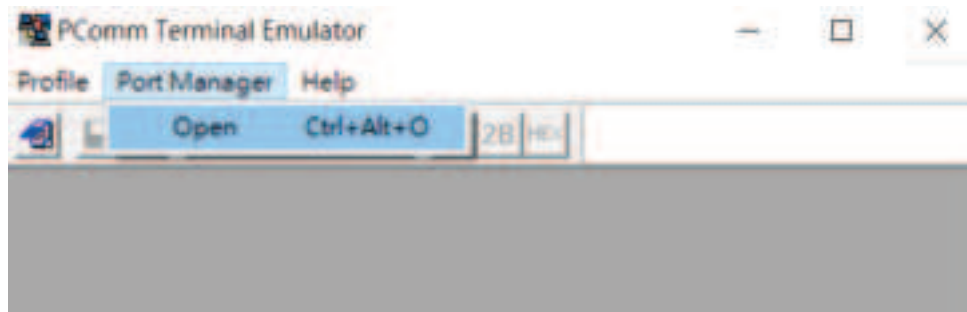 PComm Terminal Emulator
Profile Port Manager Help
Open Ctrl+Alt+O
2B HEX